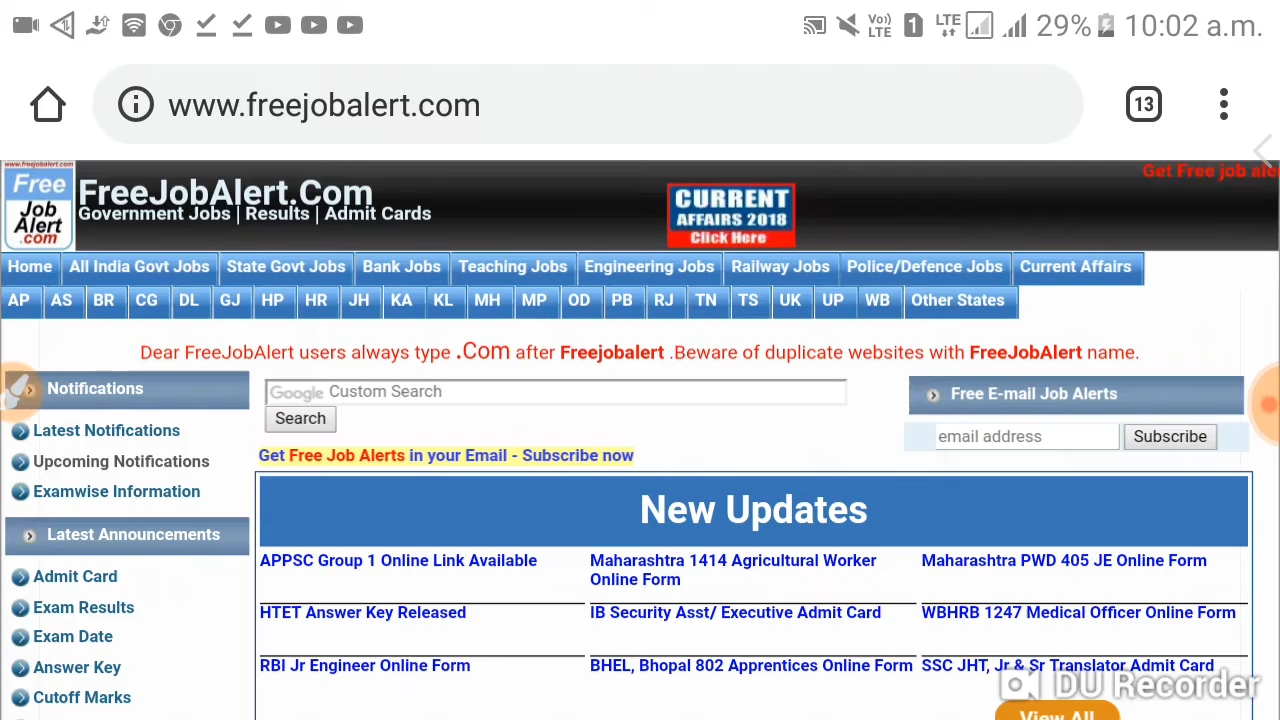 Vo)) LTE 1 LTE 29% 10:02 a.m.
www.freejobalert.com 13
www.freejobalert.com
Free Job Alert .com
FreeJobAlert.Com
Government Jobs | Results | Admit Cards
CURRENT
AFFAIRS 2018
Click Here
Get Free job aler
Home All India Govt Jobs State Govt Jobs Bank Jobs Teaching Jobs Engineering Jobs Railway Jobs Police/Defence Jobs Current Affairs
AP AS BR CG DL GJ HP HR JH KA KL MH MP OD PB RJ TN TS UK UP WB Other States
Dear FreeJobAlert users always type .Com after Freejobalert .Beware of duplicate websites with FreeJobAlert name.
Notifications
Latest Notifications
Upcoming Notifications
Examwise Information
Latest Announcements
Admit Card
Exam Results
Exam Date
Answer Key
Cutoff Marks
Google Custom Search
Search
Get Free Job Alerts in your Email - Subscribe now
Free E-mail Job Alerts
email address Subscribe
New Updates
APPSC Group 1 Online Link Available
Maharashtra 1414 Agricultural Worker
Online Form
Maharashtra PWD 405 JE Online Form
HTET Answer Key Released
IB Security Asst/ Executive Admit Card
WBHRB 1247 Medical Officer Online Form
RBI Jr Engineer Online Form
BHEL, Bhopal 802 Apprentices Online Form
SSC JHT, Jr & Sr Translator Admit Card
View All
DU Recorder